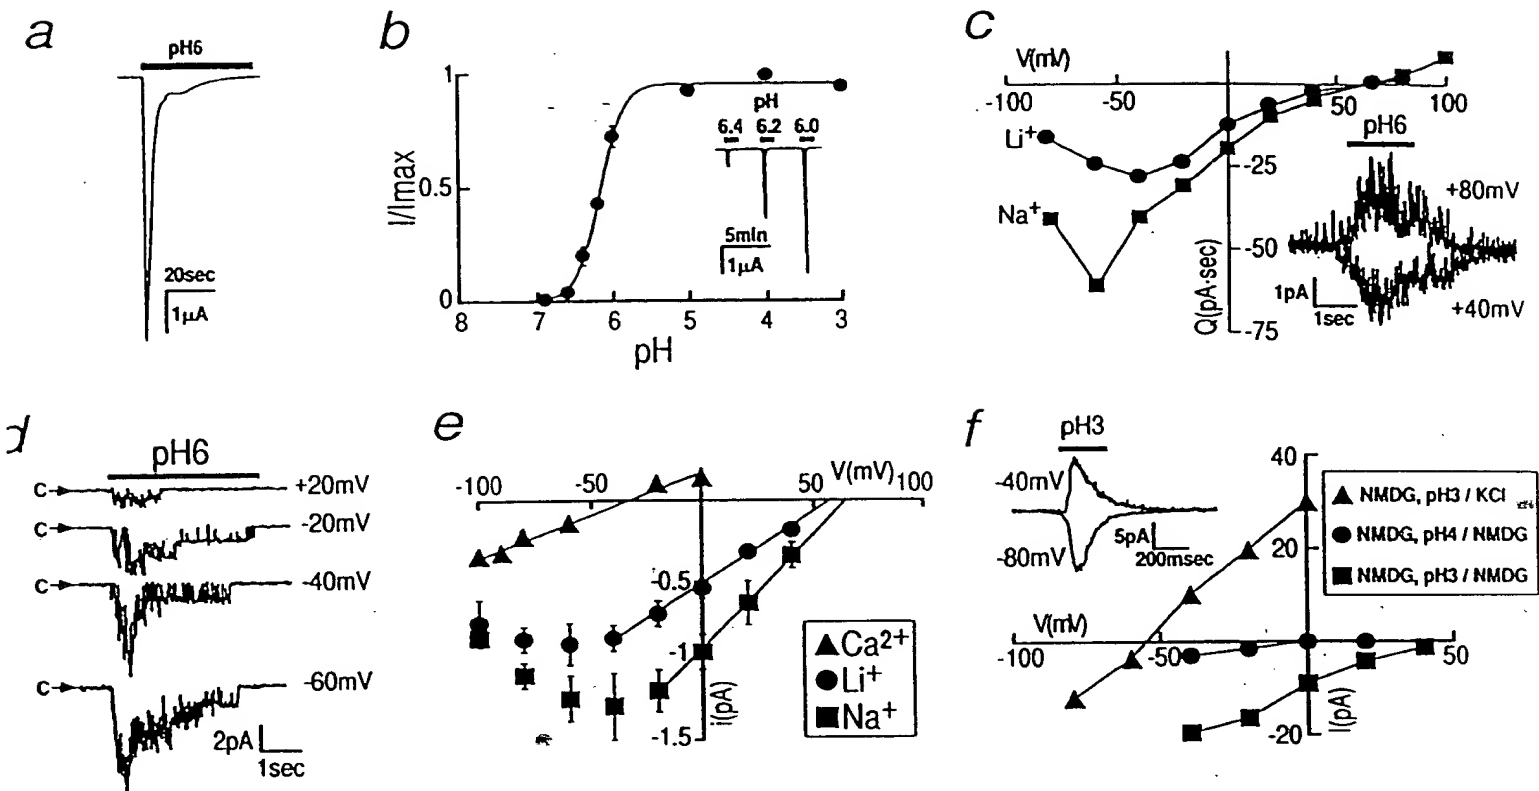 a
pH6
20sec
1μA
b
1
0.5
0
I/Imax
8 7 6 5 4 3
pH
pH
6.4 6.2 6.0
5min
1μA
c
V(mV)
-100 -50 50 100
Li+
Na+
-25
-50
-75
Q(pA·sec)
pH6
+80mV
+40mV
1pA
1sec
d
pH6
c +20mV
c -20mV
c -40mV
c -60mV
2pA
1sec
e
V(mV)
-100 -50 50 100
-0.5
-1
-1.5
i(pA)
Ca2+
Li+
Na+
f
pH3
-40mV
-80mV
5pA
200msec
40
20
-20
V(mV)
-100 -50 50
I(pA)
NMDG, pH3 / KCl
NMDG, pH4 / NMDG
NMDG, pH3 / NMDG